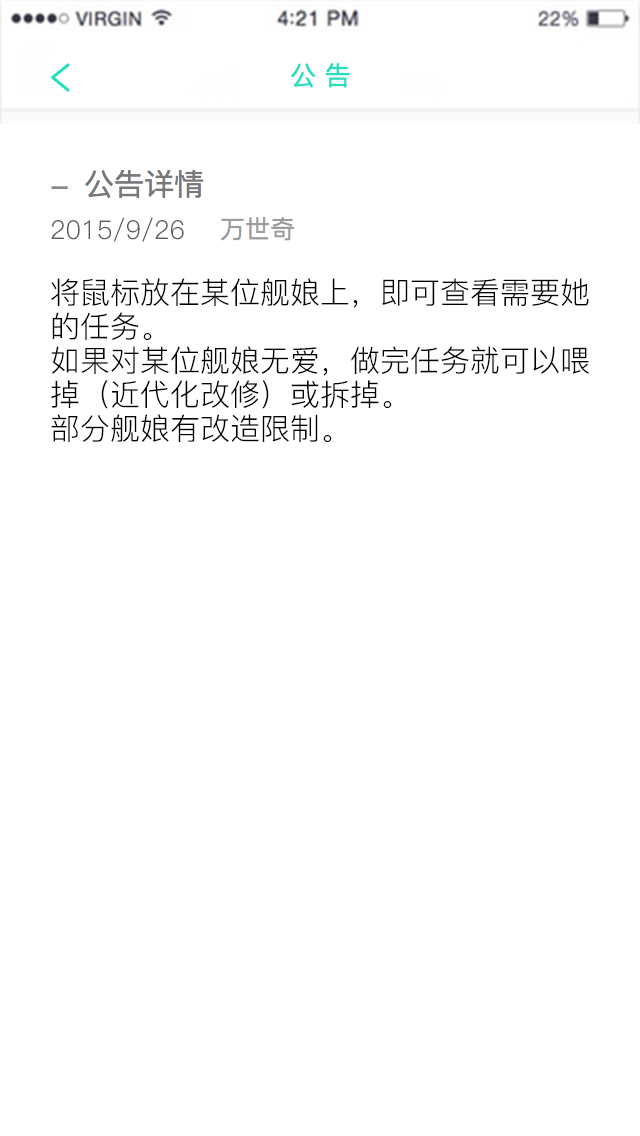 VIRGIN 4:21 PM 22%
公告
- 公告详情
2015/9/26 万世奇
将鼠标放在某位舰娘上，即可查看需要她
的任务。
如果对某位舰娘无爱，做完任务就可以喂
掉（近代化改修）或拆掉。
部分舰娘有改造限制。